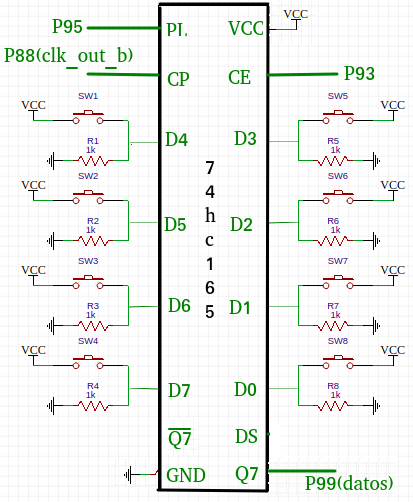 P95
PL
VCC
VCC
P88(clk_out_b)
CP
CE
P93
SW1
VCC
R1
1k
D4
SW5
VCC
R5
1k
D3
SW2
VCC
R2
1k
D5
SW6
VCC
R6
1k
D2
SW3
VCC
R3
1k
D6
SW7
VCC
R7
1k
D1
SW4
VCC
R4
1k
D7
SW8
VCC
R8
1k
D0
7
4
h
c
1
6
5
Q7
DS
GND
Q7
P99(datos)